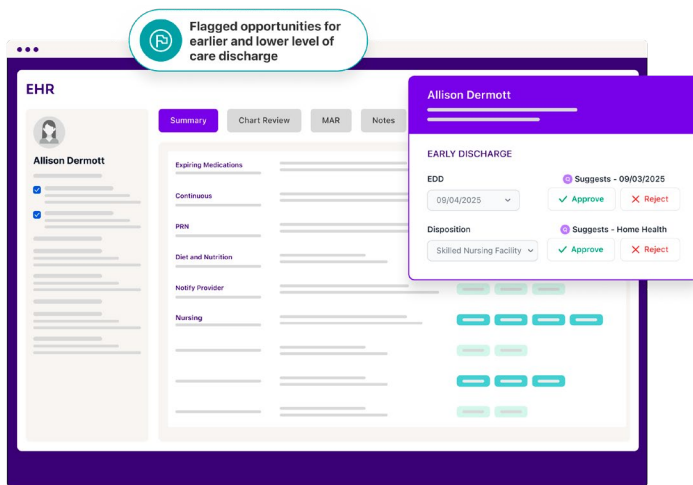 Flagged opportunities for
earlier and lower level of
care discharge
EHR
Allison Dermott
Summary
Chart Review
MAR
Notes
Expiring Medications
Continuous
PRN
Diet and Nutrition
Notify Provider
Nursing
Allison Dermott
EARLY DISCHARGE
EDD
G Suggests - 09/03/2025
09/04/2025
Approve
Reject
Disposition
G Suggests - Home Health
Skilled Nursing Facility
Approve
Reject